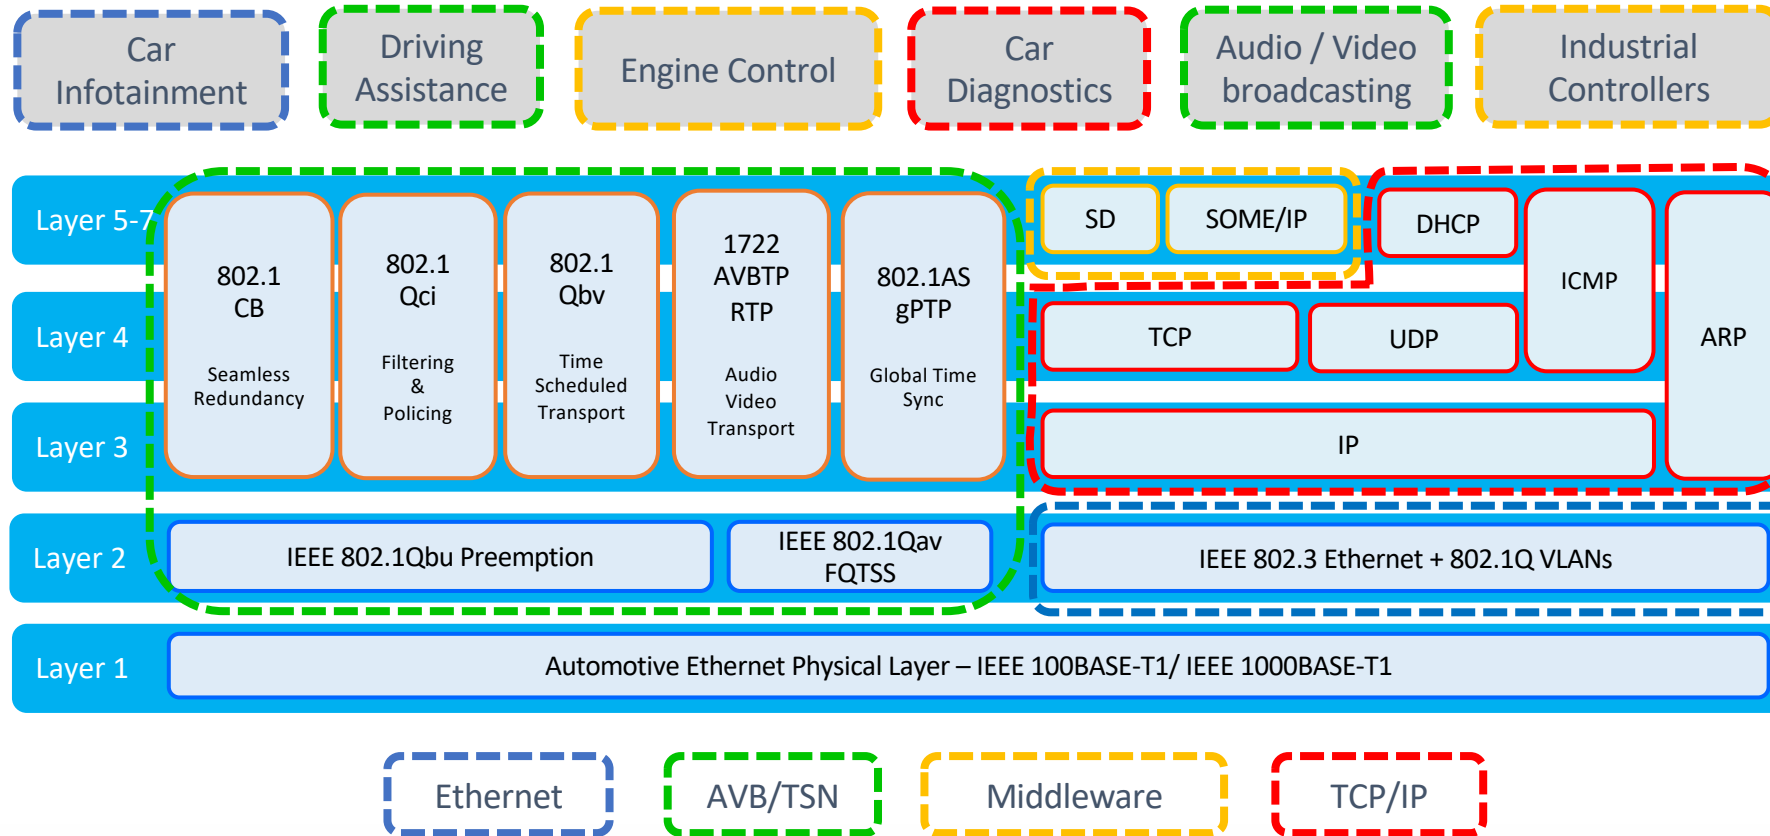 Car
Infotainment
Driving
Assistance
Engine Control
Car
Diagnostics
Audio / Video
broadcasting
Industrial
Controllers
Layer 5-7
Layer 4
Layer 3
802.1
CB
Seamless
Redundancy
802.1
Qci
Filtering
&
Policing
802.1
Qbv
Time
Scheduled
Transport
1722
AVBTP
RTP
Audio
Video
Transport
802.1AS
gPTP
Global Time
Sync
SD
SOME/IP
DHCP
ICMP
ARP
TCP
UDP
IP
Layer 2
IEEE 802.1Qbu Preemption
IEEE 802.1Qav
FQTSS
IEEE 802.3 Ethernet + 802.1Q VLANs
Layer 1
Automotive Ethernet Physical Layer – IEEE 100BASE-T1/ IEEE 1000BASE-T1
Ethernet
AVB/TSN
Middleware
TCP/IP